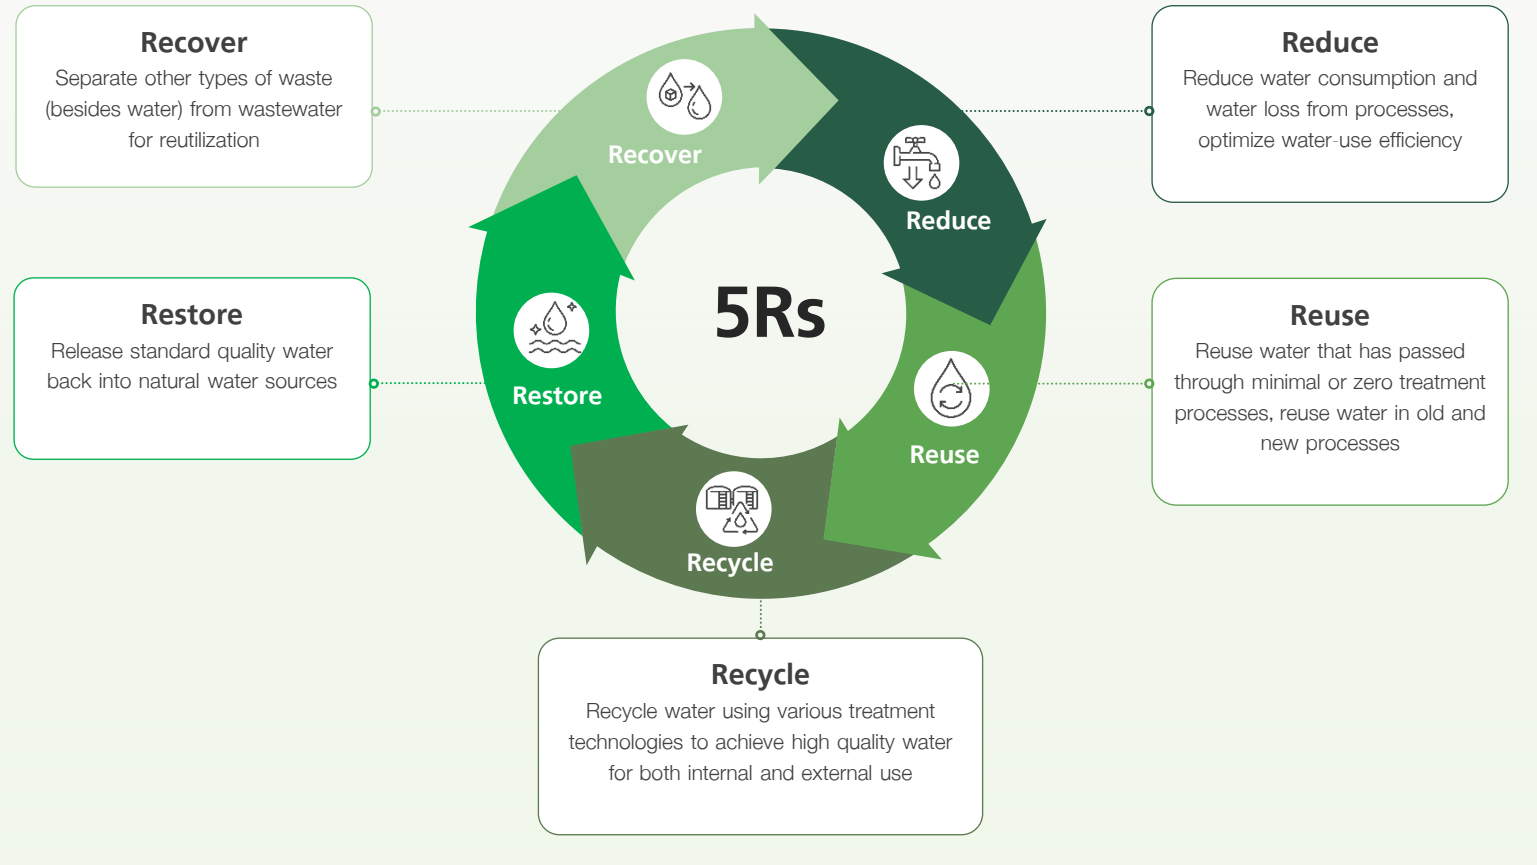 Recover
Separate other types of waste
(besides water) from wastewater
for reutilization
Reduce
Reduce water consumption and
water loss from processes,
optimize water-use efficiency
Recover
Reduce
Restore
Release standard quality water
back into natural water sources
5Rs
Reuse
Reuse water that has passed
through minimal or zero treatment
processes, reuse water in old and
new processes
Restore
Reuse
Recycle
Recycle
Recycle water using various treatment
technologies to achieve high quality water
for both internal and external use